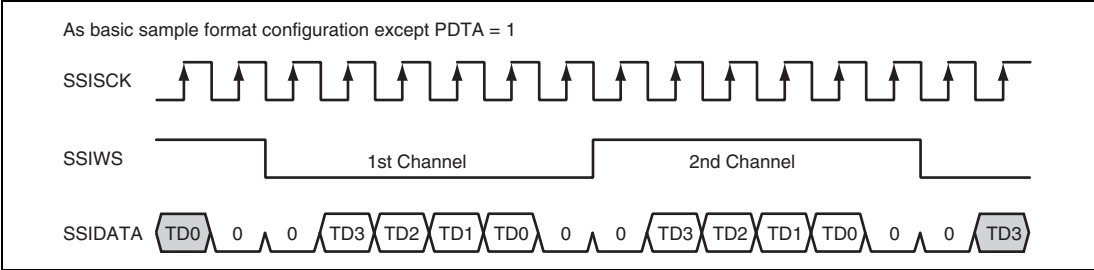 As basic sample format configuration except PDTA = 1
SSISCK
SSIWS 1st Channel 2nd Channel
SSIDATA TD0 0 0 TD3 TD2 TD1 TD0 0 0 TD3 TD2 TD1 TD0 0 0 TD3